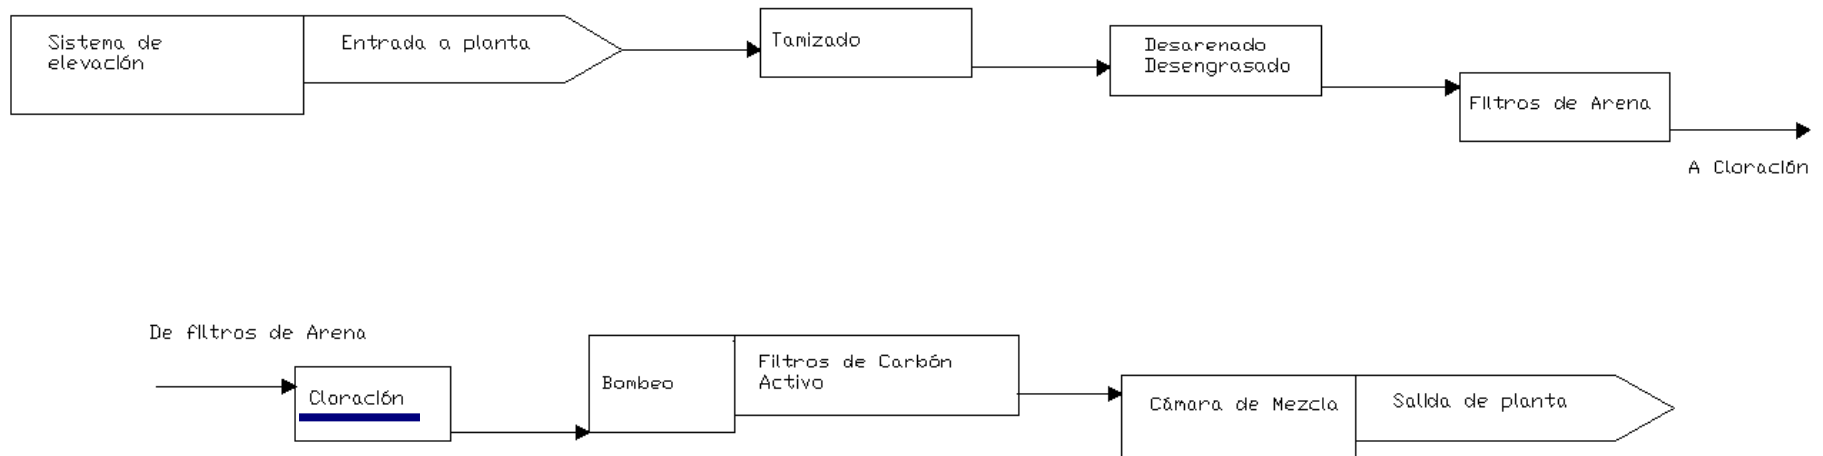 Sistema de
elevación
Entrada a planta
Tamizado
Desarenado
Desengrasado
Filtros de Arena
A Cloración
De filtros de Arena
Cloración
Bombeo
Filtros de Carbón
Activo
Cámara de Mezcla
Salida de planta